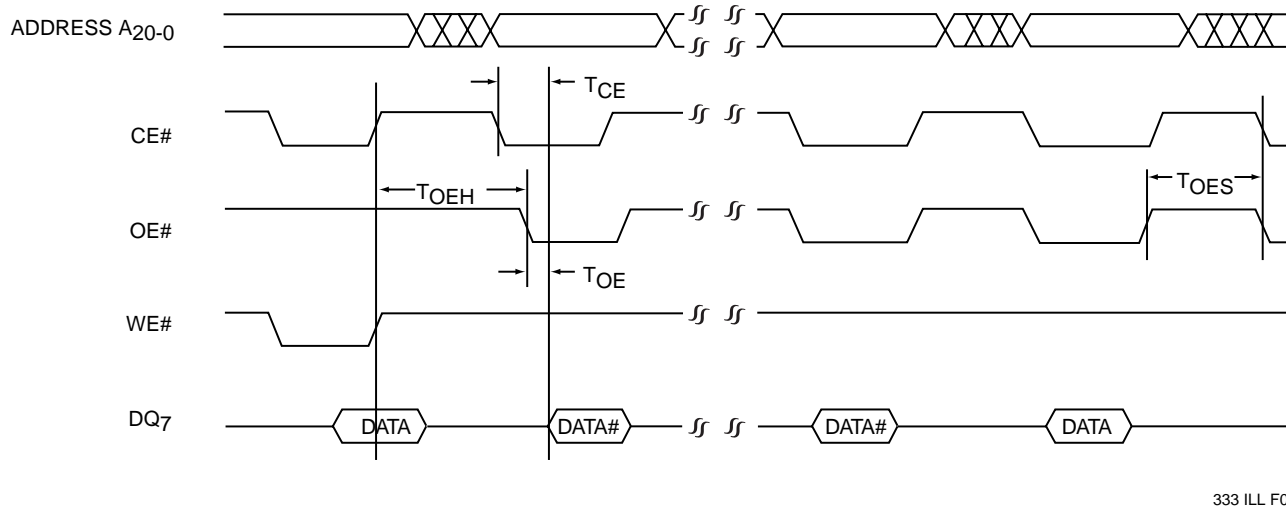 ADDRESS A20-0
TCE
CE#
TOEH
TOES
OE#
TOE
WE#
DQ7
DATA DATA# DATA# DATA
333 ILL F0